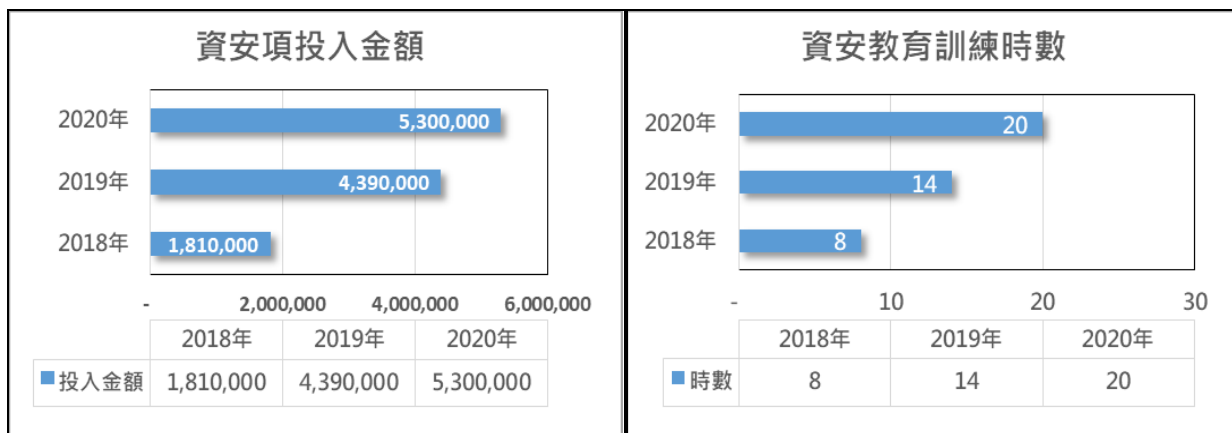 資安項投入金額
2020年
5,300,000
2019年
4,390,000
2018年
1,810,000
- 2,000,000 4,000,000 6,000,000
2018年 2019年 2020年
投入金額 1,810,000 4,390,000 5,300,000
資安教育訓練時數
2020年
20
2019年
14
2018年
8
- 10 20 30
2018年 2019年 2020年
時數 8 14 20